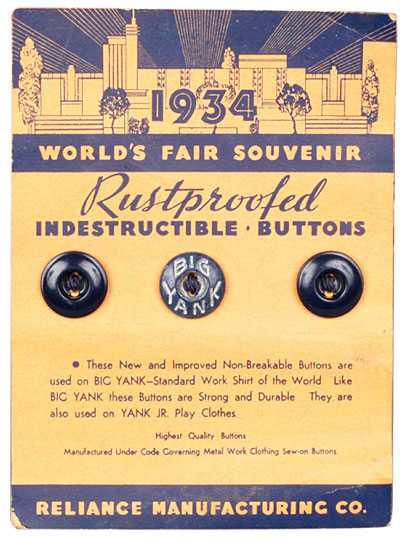 1934
WORLD'S FAIR SOUVENIR
Rustproofed
INDESTRUCTIBLE · BUTTONS
BIG
YANK
• These New and Improved Non-Breakable Buttons are
used on BIG YANK—Standard Work Shirt of the World Like
BIG YANK these Buttons are Strong and Durable They are
also used on YANK JR. Play Clothes.
Highest Quality Buttons
Manufactured Under Code Governing Metal Work Clothing Sew-on Buttons.
RELIANCE MANUFACTURING CO.